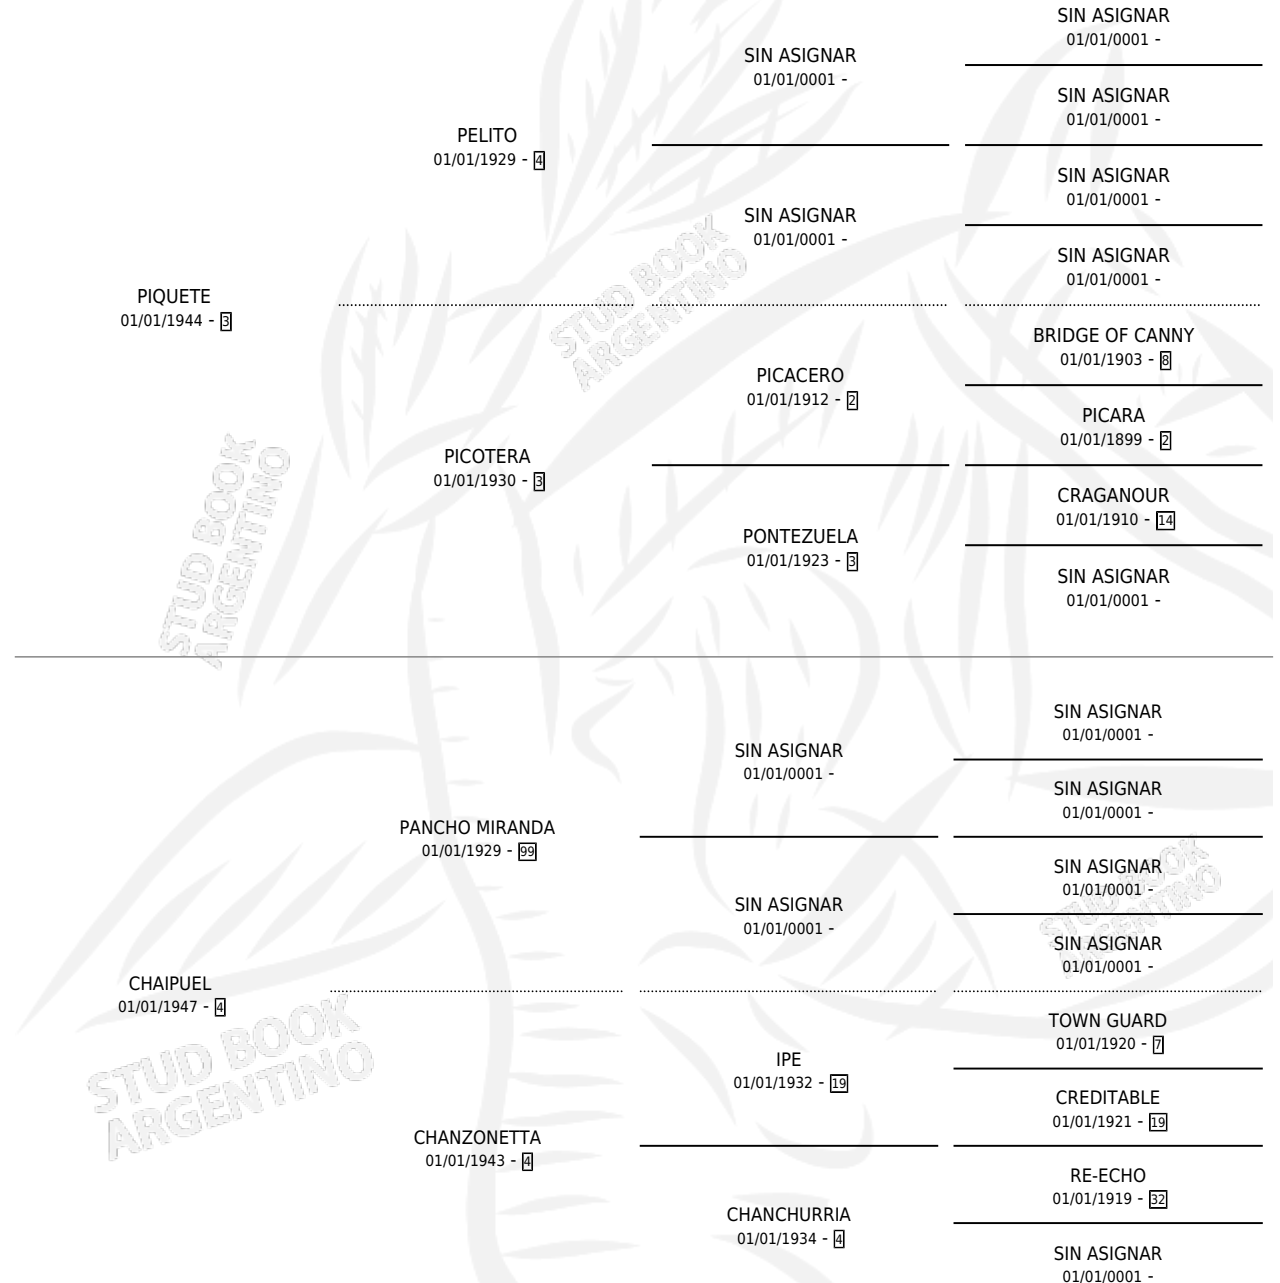 SIN ASIGNAR
01/01/0001 -
SIN ASIGNAR
01/01/0001 -
SIN ASIGNAR
01/01/0001 -
PELITO
01/01/1929 - 4
SIN ASIGNAR
01/01/0001 -
SIN ASIGNAR
01/01/0001 -
SIN ASIGNAR
01/01/0001 -
STUD BOOK
ARGENTINO
PIQUETE
01/01/1944 - 3
BRIDGE OF CANNY
01/01/1903 - 8
PICACERO
01/01/1912 - 2
PICARA
01/01/1899 - 2
PICOTERA
01/01/1930 - 3
CRAGANOUR
01/01/1910 - 14
PONTEZUELA
01/01/1923 - 3
SIN ASIGNAR
01/01/0001 -
STUD BOOK
ARGENTINO
SIN ASIGNAR
01/01/0001 -
SIN ASIGNAR
01/01/0001 -
SIN ASIGNAR
01/01/0001 -
PANCHO MIRANDA
01/01/1929 - 99
SIN ASIGNAR
01/01/0001 -
SIN ASIGNAR
01/01/0001 -
SIN ASIGNAR
01/01/0001 -
STUD BOOK
ARGENTINO
CHAIPUEL
01/01/1947 - 4
TOWN GUARD
01/01/1920 - 7
IPE
01/01/1932 - 19
CREDITABLE
01/01/1921 - 19
STUD BOOK
ARGENTINO
CHANZONETTA
01/01/1943 - 4
RE-ECHO
01/01/1919 - 32
CHANCHURRIA
01/01/1934 - 4
SIN ASIGNAR
01/01/0001 -